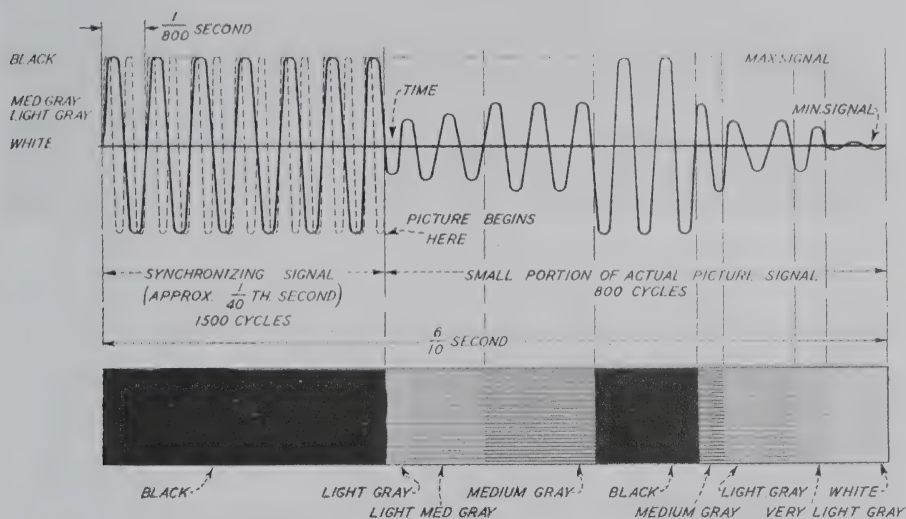 1/800 SECOND
BLACK
MED GRAY
LIGHT GRAY
WHITE
TIME
MAX SIGNAL
MIN. SIGNAL
PICTURE BEGINS
HERE
SYNCHRONIZING SIGNAL
(APPROX. 1/40 TH SECOND)
1500 CYCLES
SMALL PORTION OF ACTUAL PICTURE SIGNAL
800 CYCLES
6/10 SECOND
BLACK
LIGHT GRAY
LIGHT MED GRAY
MEDIUM GRAY
BLACK
MEDIUM GRAY
LIGHT GRAY
VERY LIGHT GRAY
WHITE